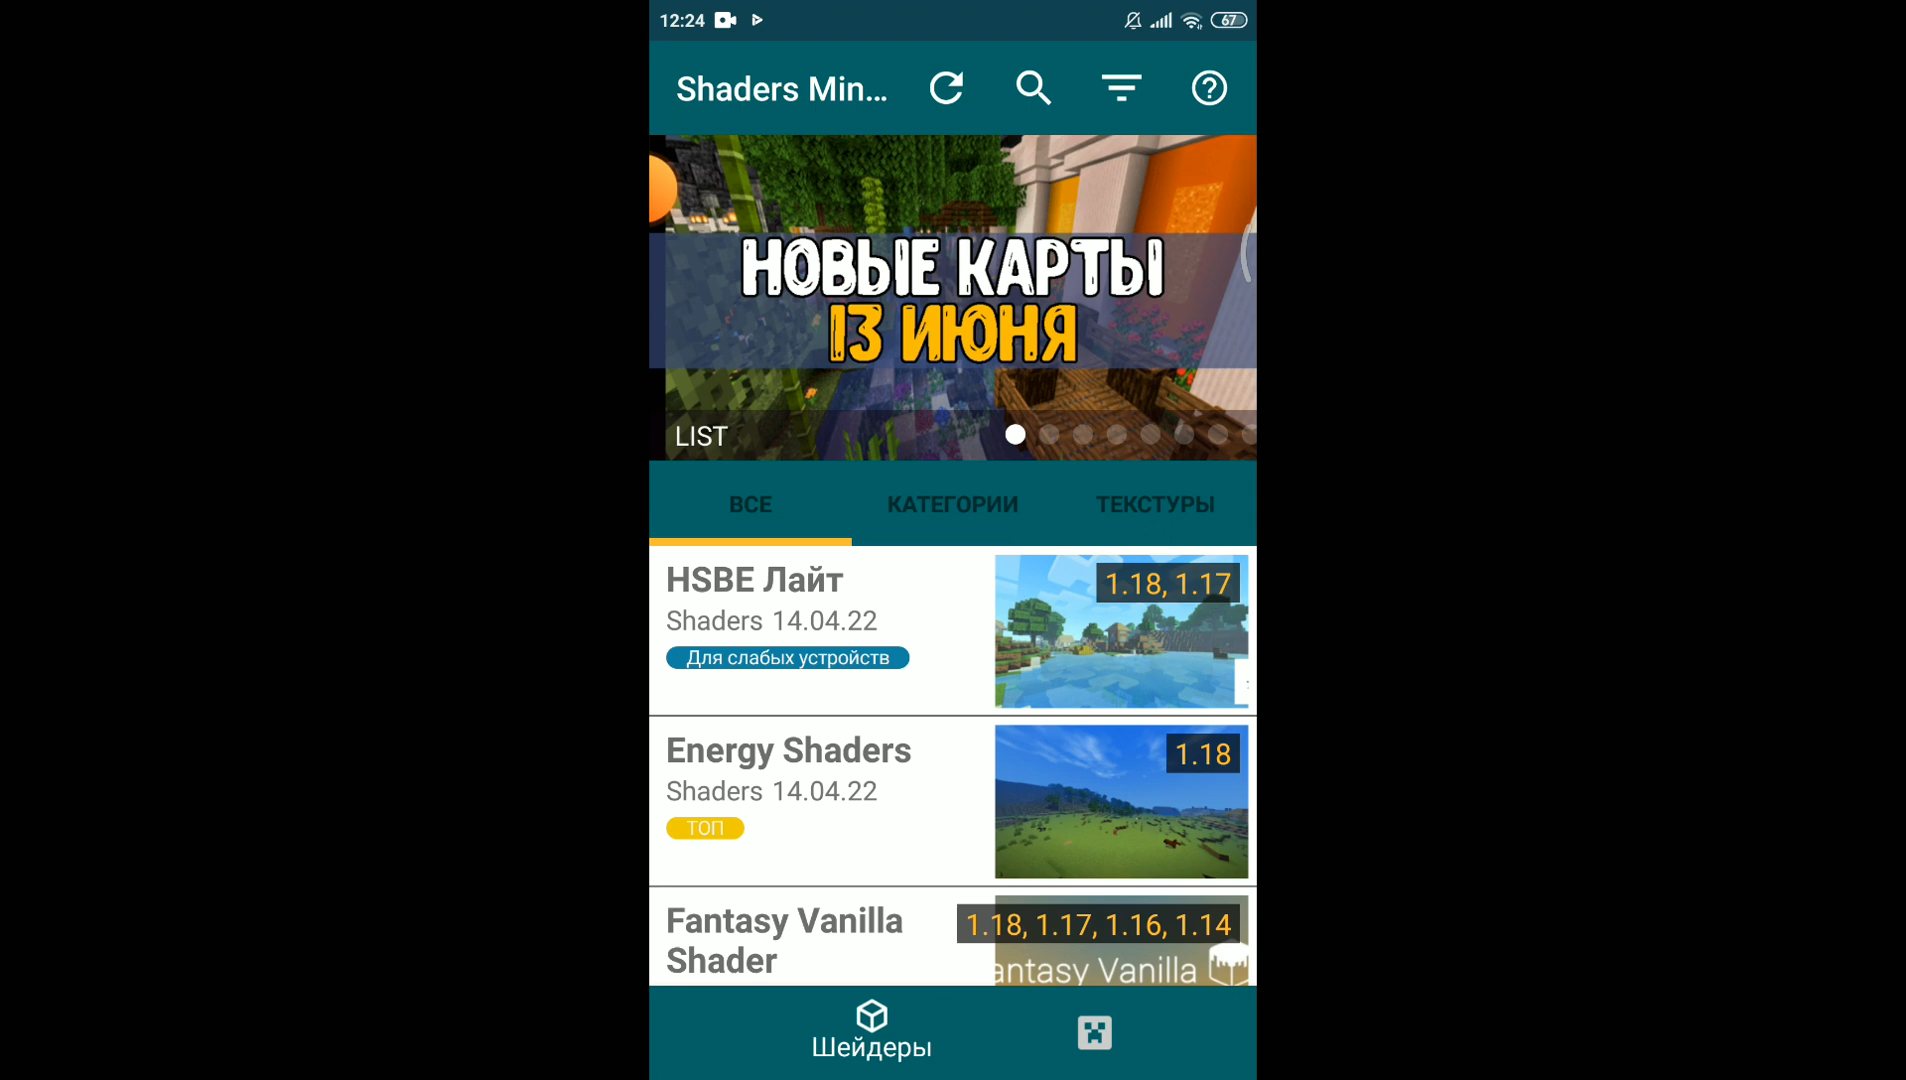 12:24
67
Shaders Min...
НОВЫЕ КАРТЫ
13 ИЮНЯ
LIST
ВСЕ
КАТЕГОРИИ
ТЕКСТУРЫ
HSBE Лайт
Shaders 14.04.22
Для слабых устройств
1.18, 1.17
Energy Shaders
Shaders 14.04.22
ТОП
1.18
Fantasy Vanilla
Shader
1.18, 1.17, 1.16, 1.14
antasy Vanilla
Шейдеры